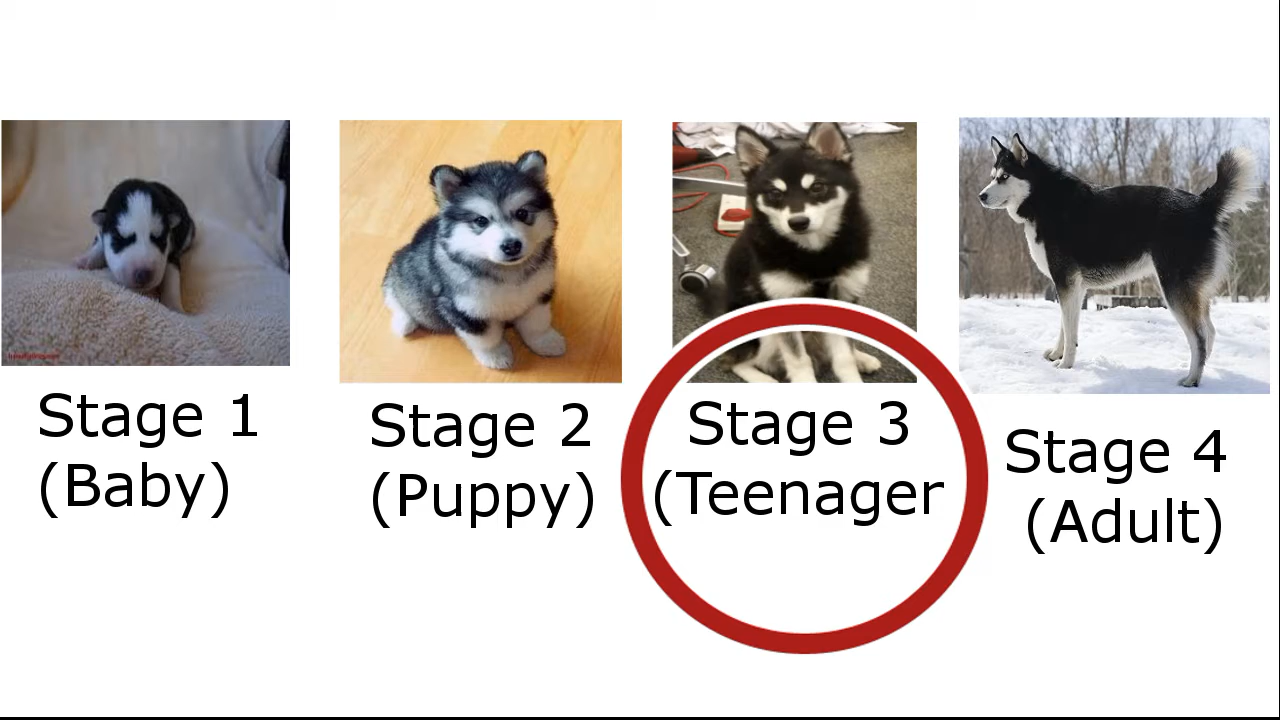 Stage 1
(Baby)
Stage 2
(Puppy)
Stage 3
(Teenager
Stage 4
(Adult)